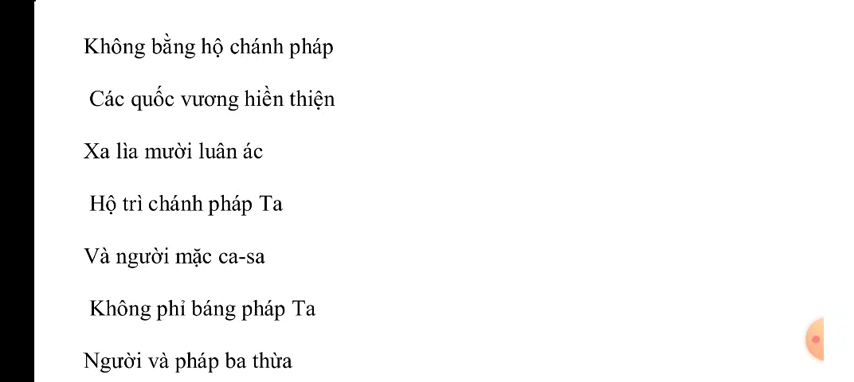 Không bằng hộ chánh pháp
Các quốc vương hiền thiện
Xa lìa mười luân ác
Hộ trì chánh pháp Ta
Và người mặc ca-sa
Không phỉ báng pháp Ta
Người và pháp ba thừa